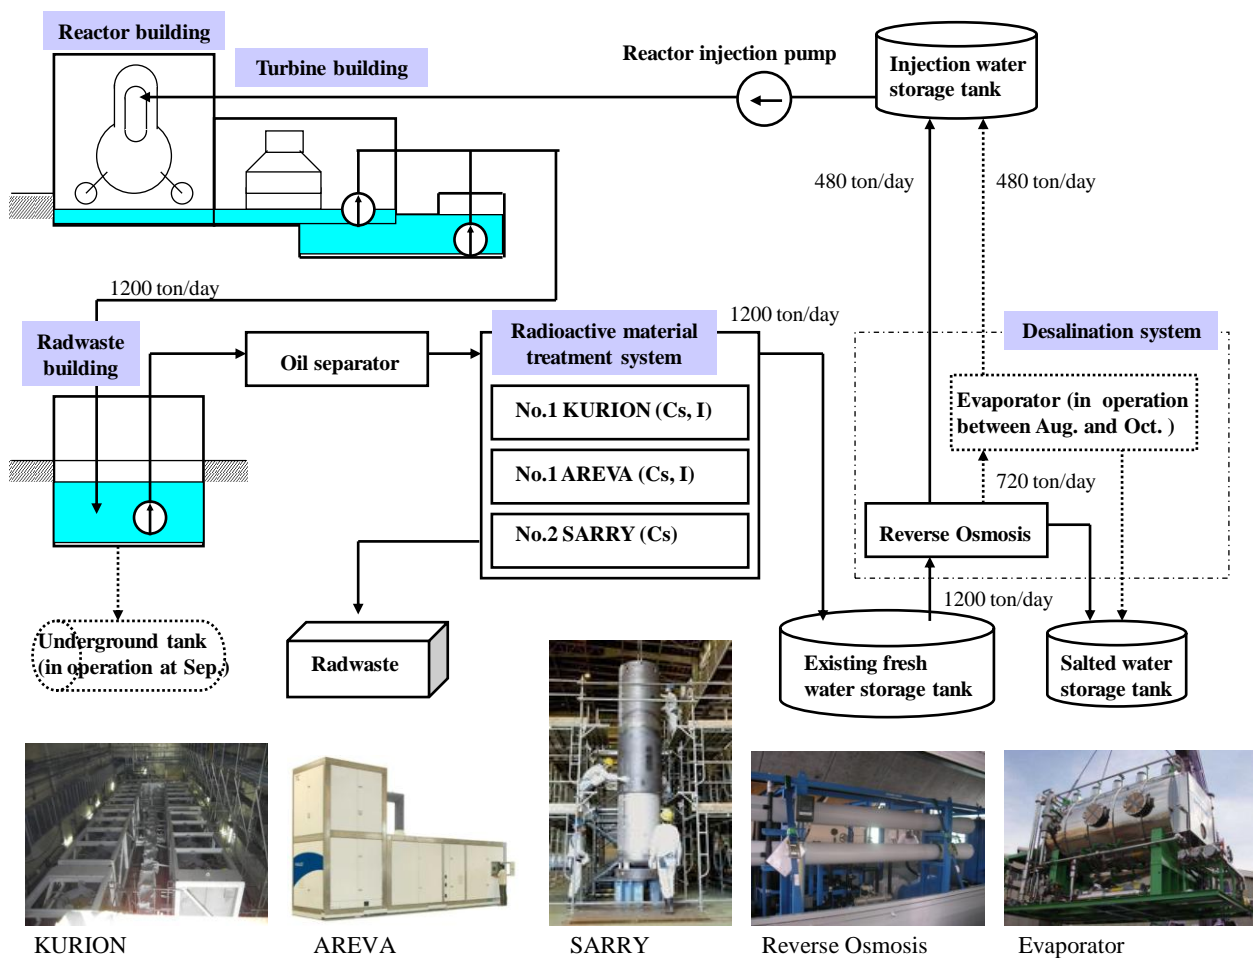 Reactor building
Turbine building
Reactor injection pump
Injection water
storage tank
480 ton/day
480 ton/day
1200 ton/day
Radwaste
building
Oil separator
Radioactive material
treatment system
1200 ton/day
No.1 KURION (Cs, I)
No.1 AREVA (Cs, I)
No.2 SARRY (Cs)
Desalination system
Evaporator (in operation
between Aug. and Oct. )
720 ton/day
Reverse Osmosis
1200 ton/day
Underground tank
(in operation at Sep.)
Radwaste
Existing fresh
water storage tank
Salted water
storage tank
KURION
AREVA
SARRY
Reverse Osmosis
Evaporator